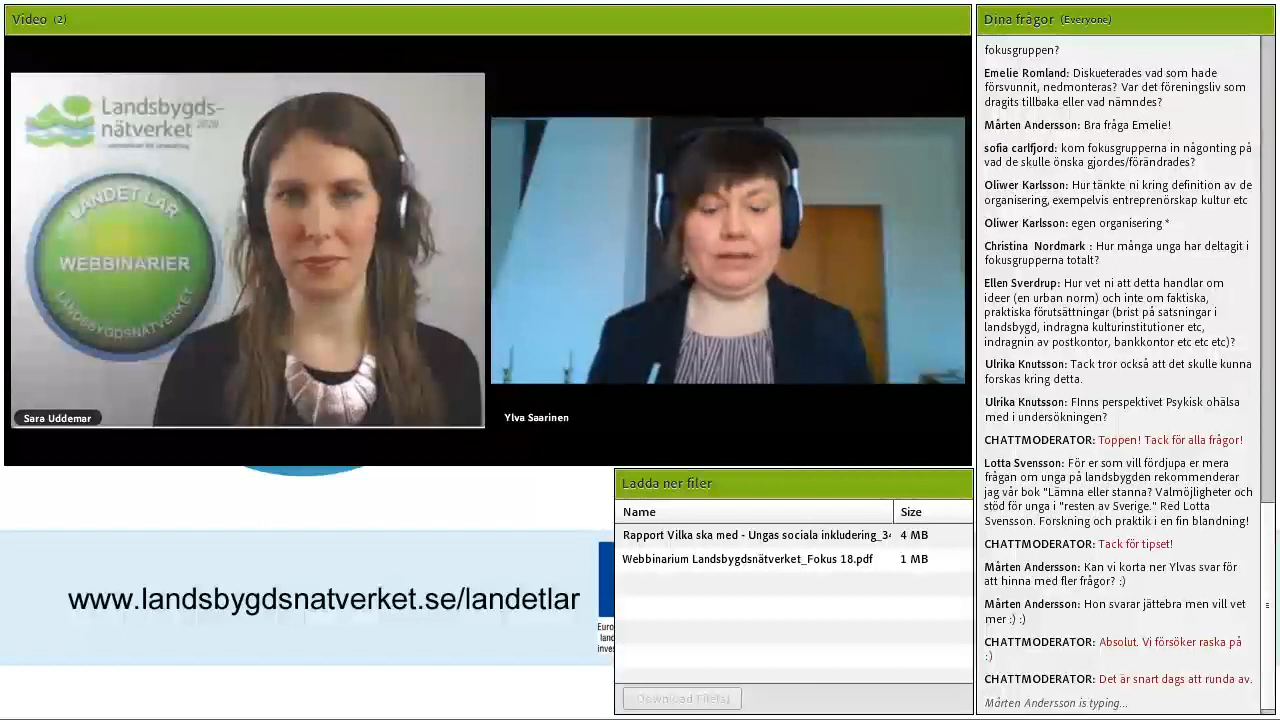 Video (2)
Landsbygds-
nätverket 2020
LANDET LÄR
WEBBINARIER
LANDSBYGDSNÄTVERKET
Sara Uddemar
Ylva Saarinen
www.landsbygdsnatverket.se/landetlar
Euro
land
inves
Ladda ner filer
Name Size
Rapport Vilka ska med - Ungas sociala inkludering_34 4 MB
Webbinarium Landsbygdsnätverket_Fokus 18.pdf 1 MB
Download File(s)
Dina frågor (Everyone)
fokusgruppen?
Emelie Romland: Diskueterades vad som hade
försvunnit, nedmonteras? Var det föreningsliv som
dragits tillbaka eller vad nämndes?
Mårten Andersson: Bra fråga Emelie!
sofia carlfjord: kom fokusgrupperna in någonting på
vad de skulle önska gjordes/förändrades?
Oliwer Karlsson: Hur tänkte ni kring definition av de
organisering, exempelvis entreprenörskap kultur etc
Oliwer Karlsson: egen organisering *
Christina Nordmark : Hur många unga har deltagit i
fokusgrupperna totalt?
Ellen Sverdrup: Hur vet ni att detta handlar om
ideer (en urban norm) och inte om faktiska,
praktiska förutsättningar (brist på satsningar i
landsbygd, indragna kulturinstitutioner etc,
indragnin av postkontor, bankkontor etc etc etc)?
Ulrika Knutsson: Tack tror också att det skulle kunna
forskas kring detta.
Ulrika Knutsson: FInns perspektivet Psykisk ohälsa
med i undersökningen?
CHATTMODERATOR: Toppen! Tack för alla frågor!
Lotta Svensson: För er som vill fördjupa er mera
frågan om unga på landsbygden rekommenderar
jag vår bok "Lämna eller stanna? Valmöjligheter och
stöd för unga i "resten av Sverige." Red Lotta
Svensson. Forskning och praktik i en fin blandning!
CHATTMODERATOR: Tack för tipset!
Mårten Andersson: Kan vi korta ner Ylvas svar för
att hinna med fler frågor? :)
Mårten Andersson: Hon svarar jättebra men vill vet
mer :) :)
CHATTMODERATOR: Absolut. Vi försöker raska på
:)
CHATTMODERATOR: Det är snart dags att runda av.
Mårten Andersson is typing...